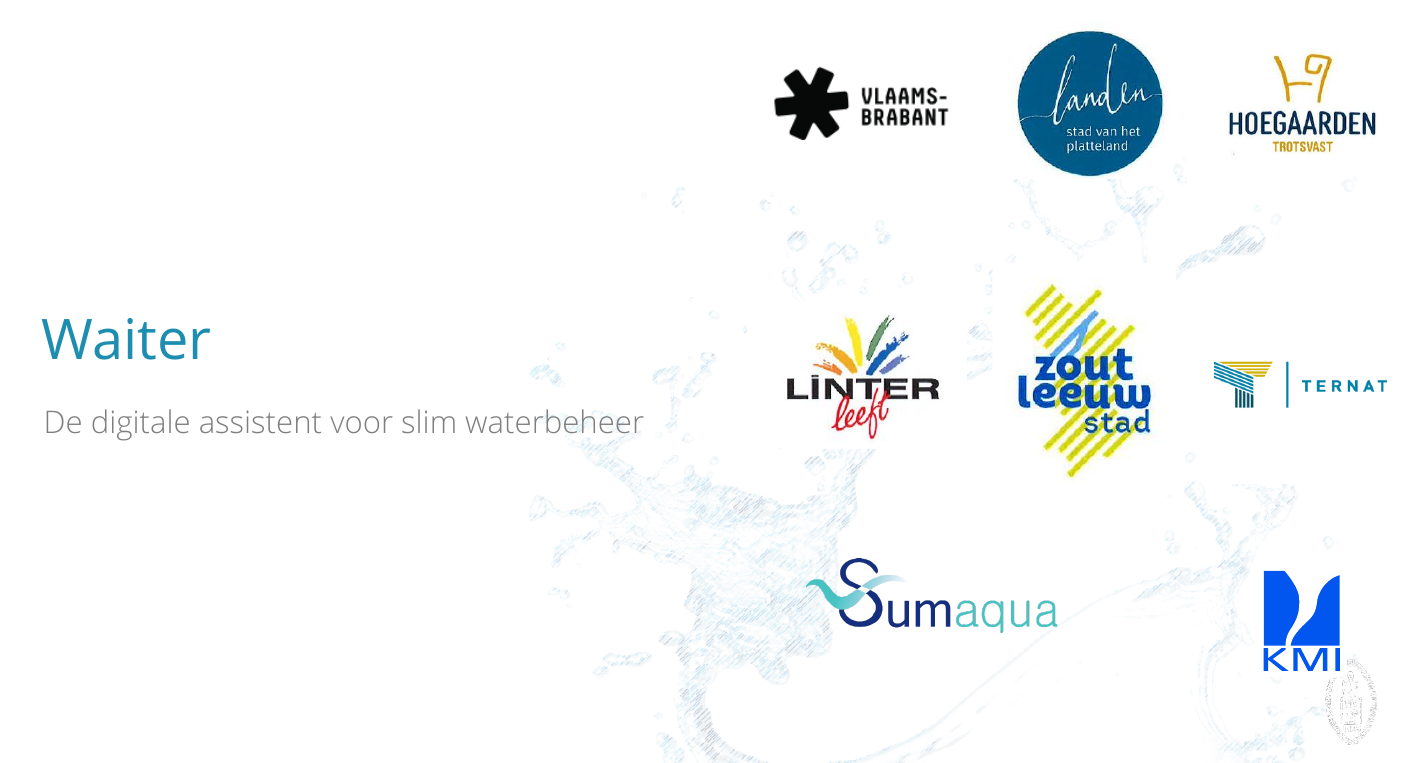 VLAAMS-
BRABANT
landen
stad van het
platteland
HOEGAARDEN
TROTSVAST
Waiter
De digitale assistent voor slim waterbeheer
LINTER
leeft
zout
leeuw
stad
TERNAT
Sumaqua
KMI